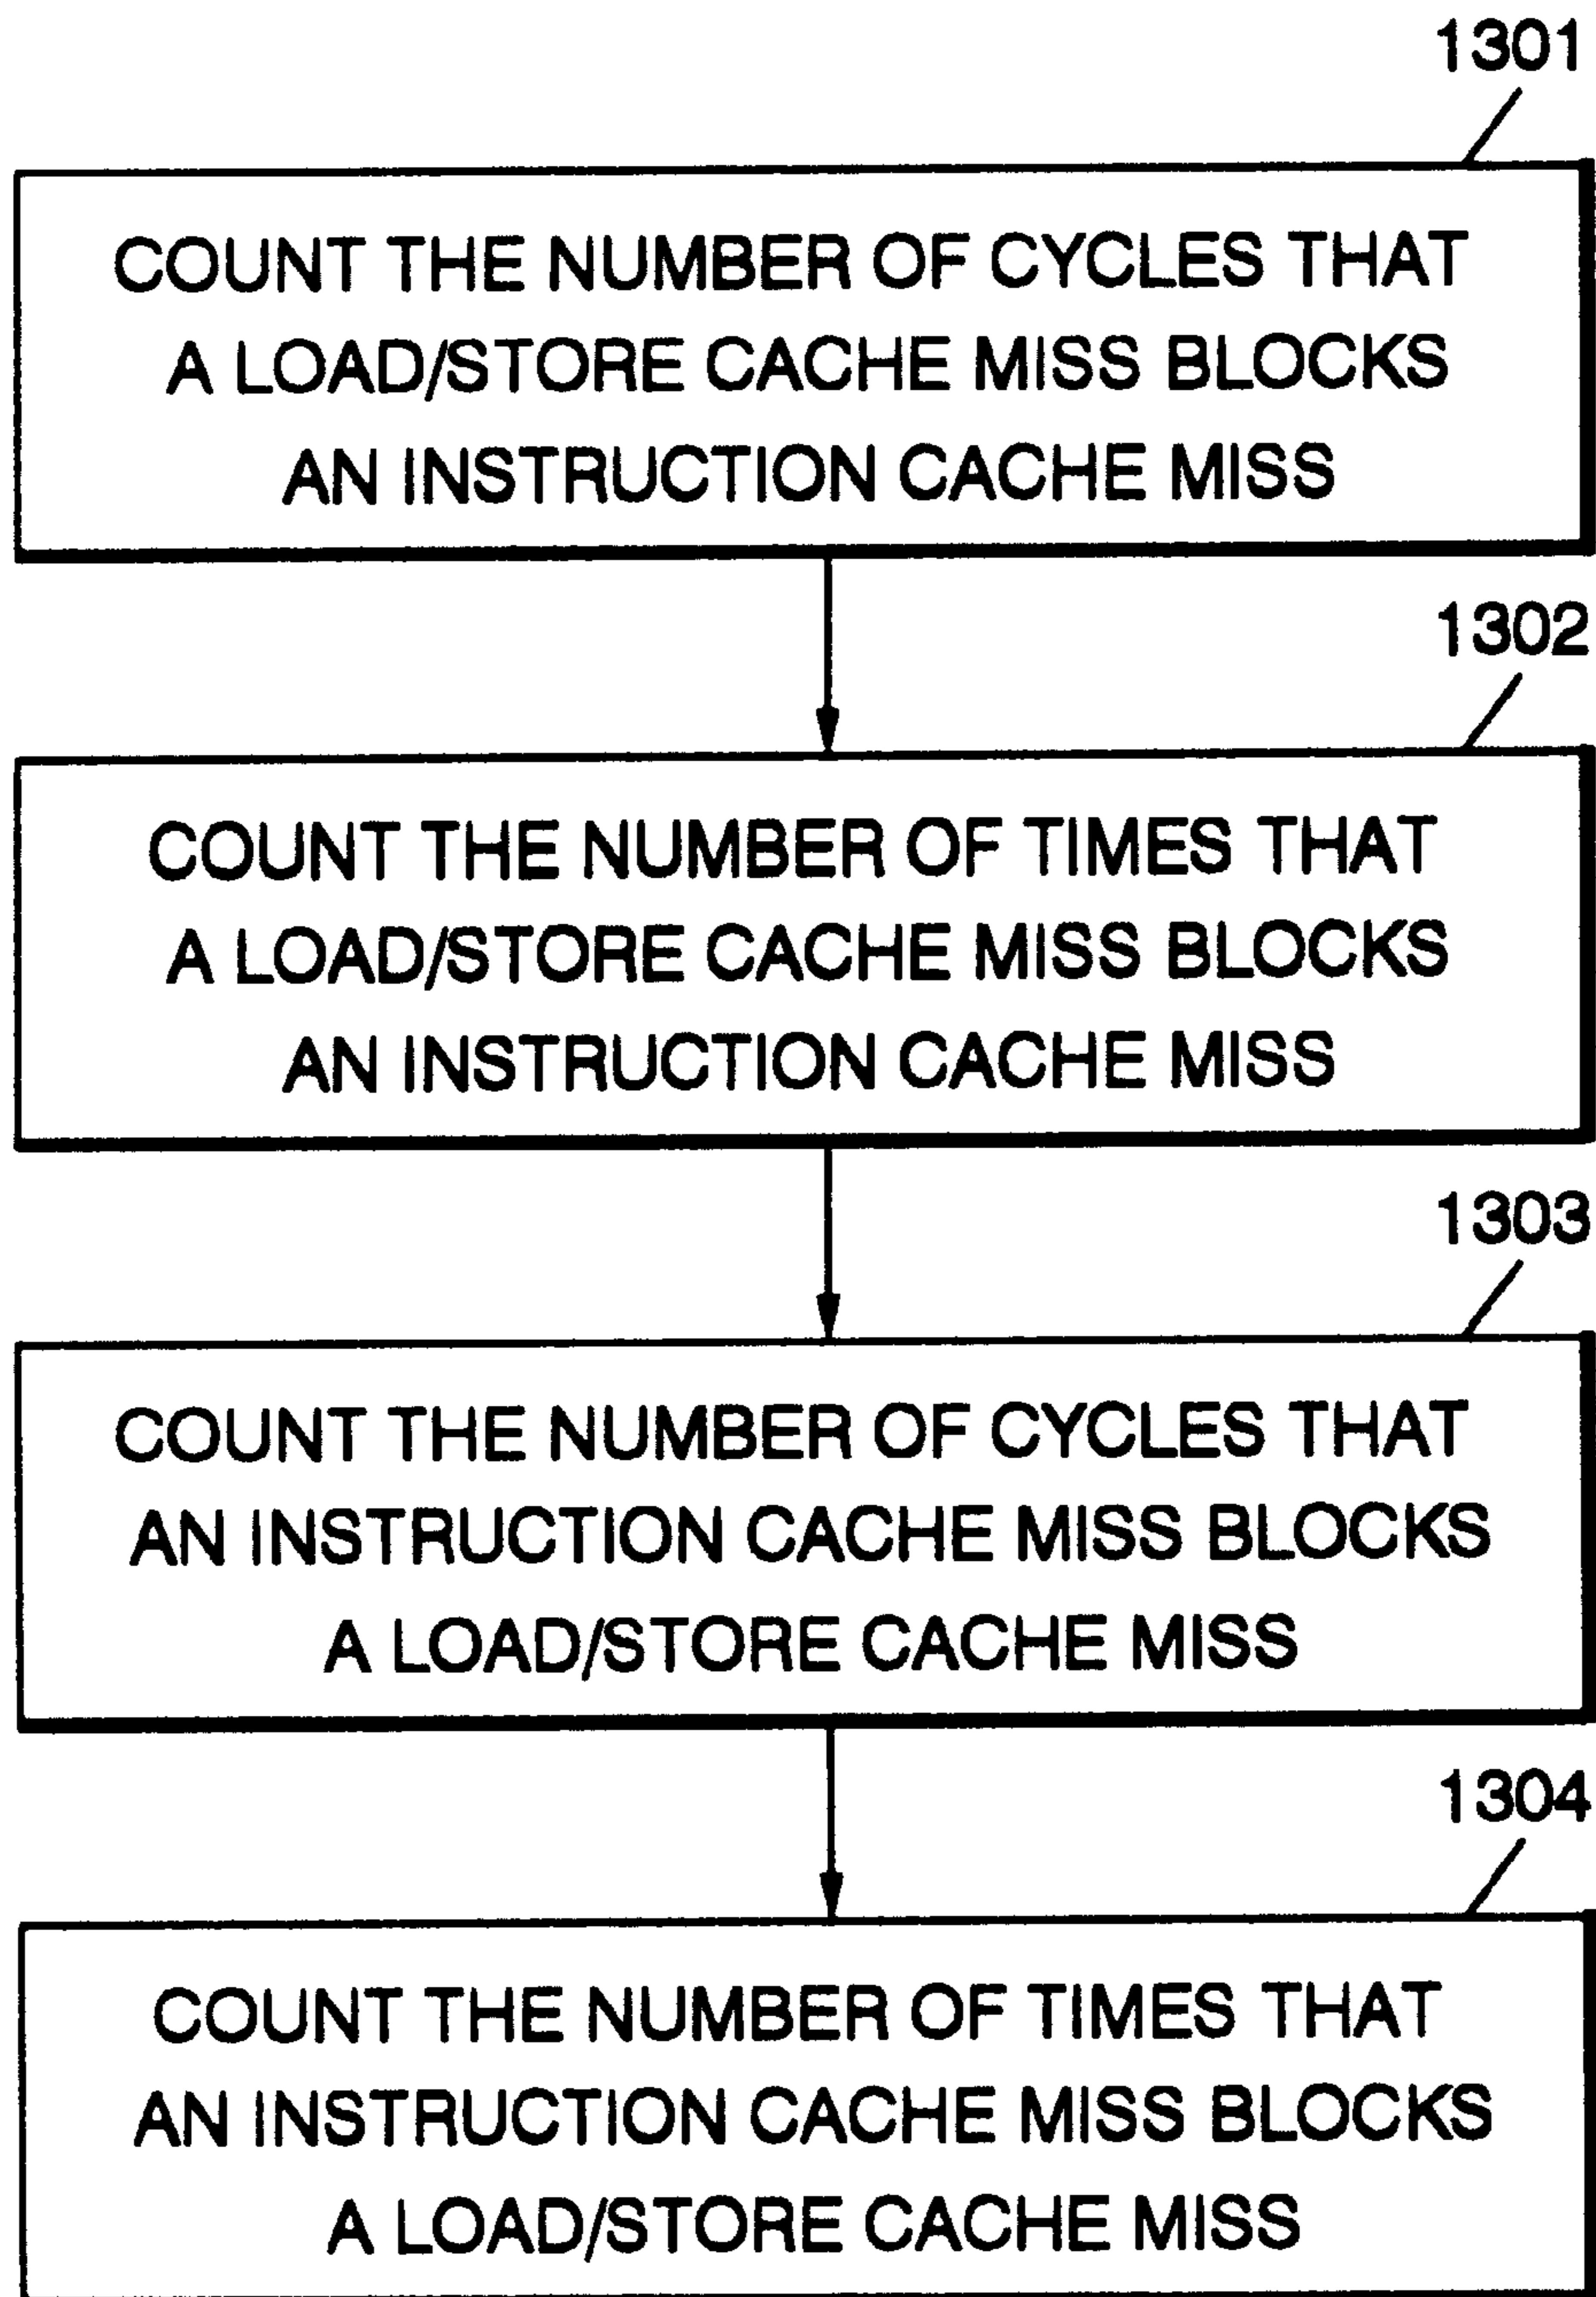 1301
COUNT THE NUMBER OF CYCLES THAT
A LOAD/STORE CACHE MISS BLOCKS
AN INSTRUCTION CACHE MISS
1302
COUNT THE NUMBER OF TIMES THAT
A LOAD/STORE CACHE MISS BLOCKS
AN INSTRUCTION CACHE MISS
1303
COUNT THE NUMBER OF CYCLES THAT
AN INSTRUCTION CACHE MISS BLOCKS
A LOAD/STORE CACHE MISS
1304
COUNT THE NUMBER OF TIMES THAT
AN INSTRUCTION CACHE MISS BLOCKS
A LOAD/STORE CACHE MISS